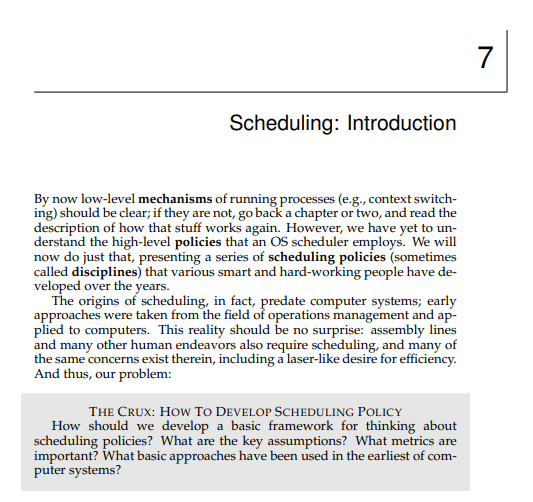 7
Scheduling: Introduction
By now low-level mechanisms of running processes (e.g., context switch-
ing) should be clear; if they are not, go back a chapter or two, and read the
description of how that stuff works again. However, we have yet to un-
derstand the high-level policies that an OS scheduler employs. We will
now do just that, presenting a series of scheduling policies (sometimes
called disciplines) that various smart and hard-working people have de-
veloped over the years.
The origins of scheduling, in fact, predate computer systems; early
approaches were taken from the field of operations management and ap-
plied to computers. This reality should be no surprise: assembly lines
and many other human endeavors also require scheduling, and many of
the same concerns exist therein, including a laser-like desire for efficiency.
And thus, our problem:
THE CRUX: HOW TO DEVELOP SCHEDULING POLICY
How should we develop a basic framework for thinking about
scheduling policies? What are the key assumptions? What metrics are
important? What basic approaches have been used in the earliest of com-
puter systems?